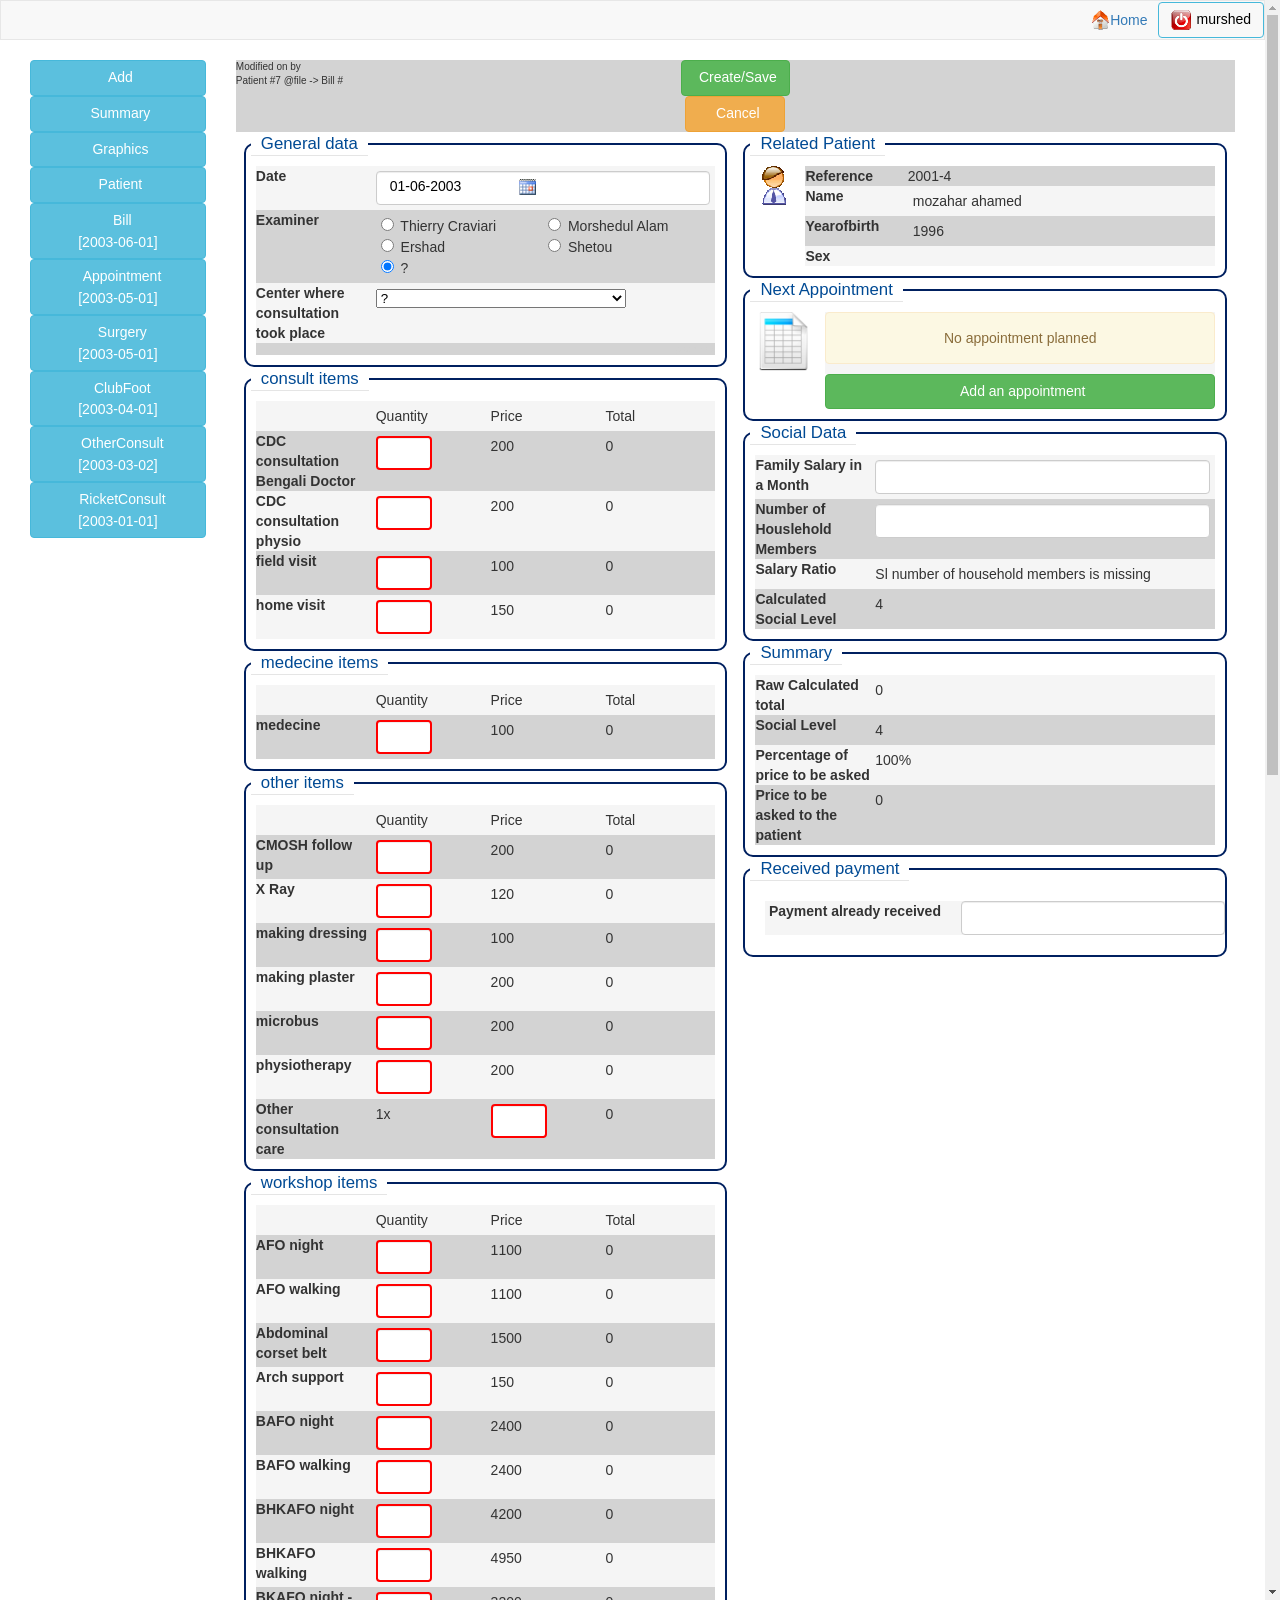 Home murshed
Add
Summary
Graphics
Patient
Bill
[2003-06-01]
Appointment
[2003-05-01]
Surgery
[2003-05-01]
ClubFoot
[2003-04-01]
OtherConsult
[2003-03-02]
RicketConsult
[2003-01-01]
Modified on by
Patient #7 @file -> Bill #
Create/Save
Cancel
General data
Date 01-06-2003
Examiner Thierry Craviari Morshedul Alam
Ershad Shetou
?
Center where
consultation
took place
?
consult items
Quantity Price Total
CDC
consultation
Bengali Doctor
200 0
CDC
consultation
physio
200 0
field visit 100 0
home visit 150 0
medecine items
Quantity Price Total
medecine 100 0
other items
Quantity Price Total
CMOSH follow
up
200 0
X Ray 120 0
making dressing 100 0
making plaster 200 0
microbus 200 0
physiotherapy 200 0
Other
consultation
care
1x 0
workshop items
Quantity Price Total
AFO night 1100 0
AFO walking 1100 0
Abdominal
corset belt
1500 0
Arch support 150 0
BAFO night 2400 0
BAFO walking 2400 0
BHKAFO night 4200 0
BHKAFO
walking
4950 0
BKAFO night -
Related Patient
Reference 2001-4
Name mozahar ahamed
Yearofbirth 1996
Sex
Next Appointment
No appointment planned
Add an appointment
Social Data
Family Salary in
a Month
Number of
Houslehold
Members
Salary Ratio Sl number of household members is missing
Calculated
Social Level
4
Summary
Raw Calculated
total
0
Social Level 4
Percentage of
price to be asked
100%
Price to be
asked to the
patient
0
Received payment
Payment already received